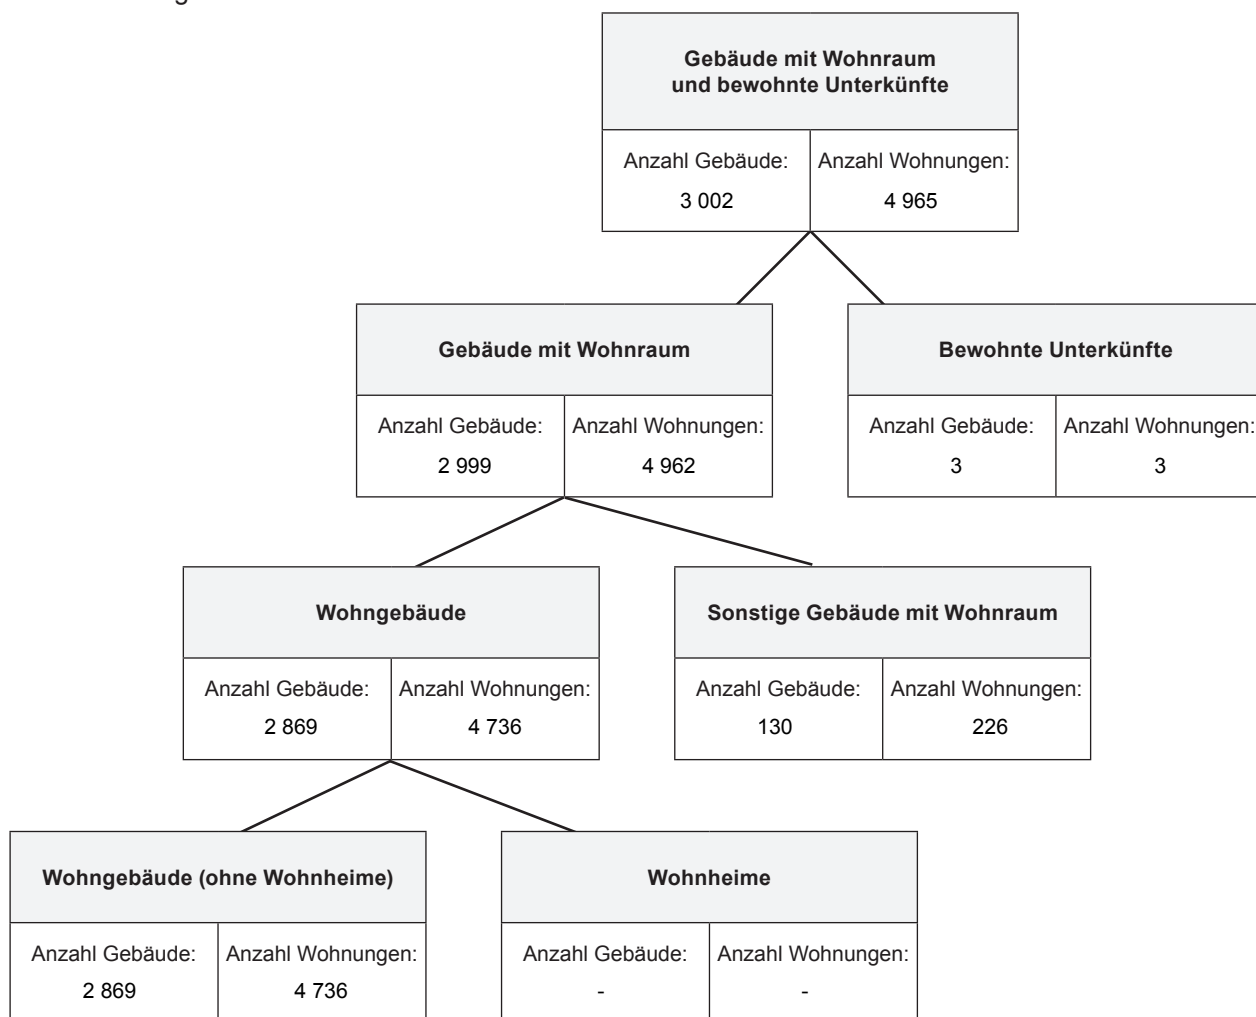 Gebäude mit Wohnraum
und bewohnte Unterkünfte
Anzahl Gebäude: Anzahl Wohnungen:
3 002 4 965
Gebäude mit Wohnraum
Bewohnte Unterkünfte
Anzahl Gebäude: Anzahl Wohnungen:
2 999 4 962
Anzahl Gebäude: Anzahl Wohnungen:
3 3
Wohngebäude
Sonstige Gebäude mit Wohnraum
Anzahl Gebäude: Anzahl Wohnungen:
2 869 4 736
Anzahl Gebäude: Anzahl Wohnungen:
130 226
Wohngebäude (ohne Wohnheime)
Wohnheime
Anzahl Gebäude: Anzahl Wohnungen:
2 869 4 736
Anzahl Gebäude: Anzahl Wohnungen:
- -